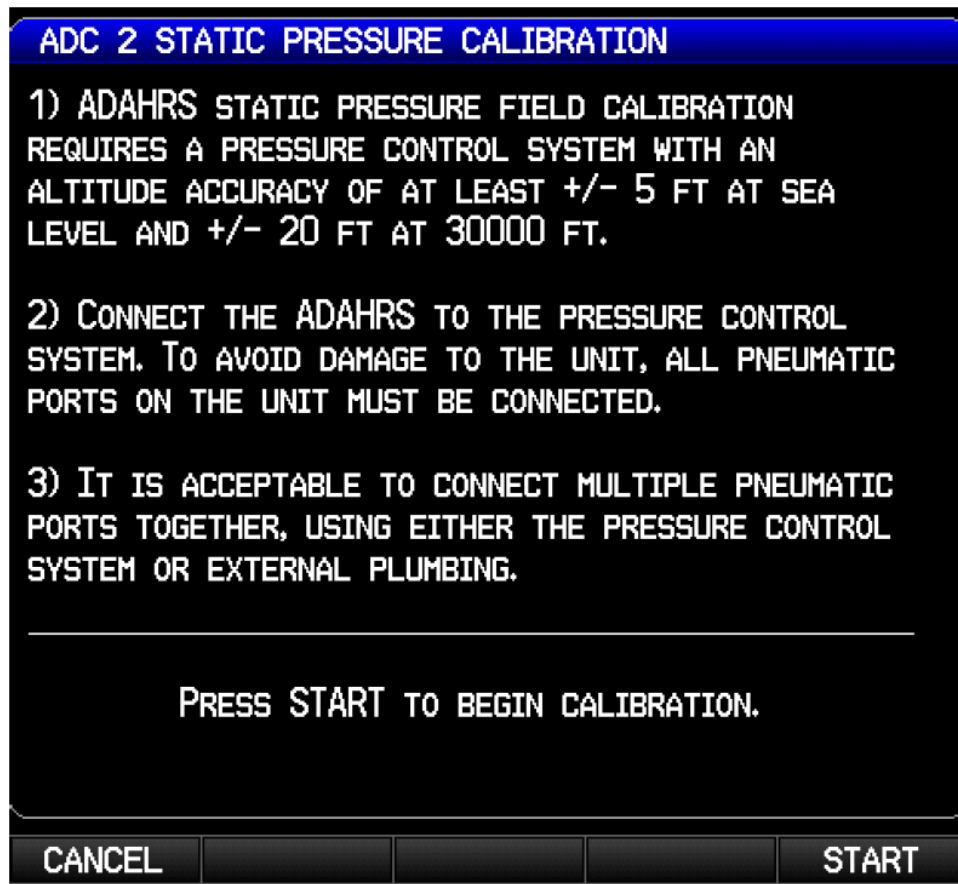 ADC 2 STATIC PRESSURE CALIBRATION
1) ADAHRS STATIC PRESSURE FIELD CALIBRATION
REQUIRES A PRESSURE CONTROL SYSTEM WITH AN
ALTITUDE ACCURACY OF AT LEAST +/- 5 FT AT SEA
LEVEL AND +/- 20 FT AT 30000 FT.
2) CONNECT THE ADAHRS TO THE PRESSURE CONTROL
SYSTEM. TO AVOID DAMAGE TO THE UNIT, ALL PNEUMATIC
PORTS ON THE UNIT MUST BE CONNECTED.
3) IT IS ACCEPTABLE TO CONNECT MULTIPLE PNEUMATIC
PORTS TOGETHER, USING EITHER THE PRESSURE CONTROL
SYSTEM OR EXTERNAL PLUMBING.
PRESS START TO BEGIN CALIBRATION.
CANCEL START